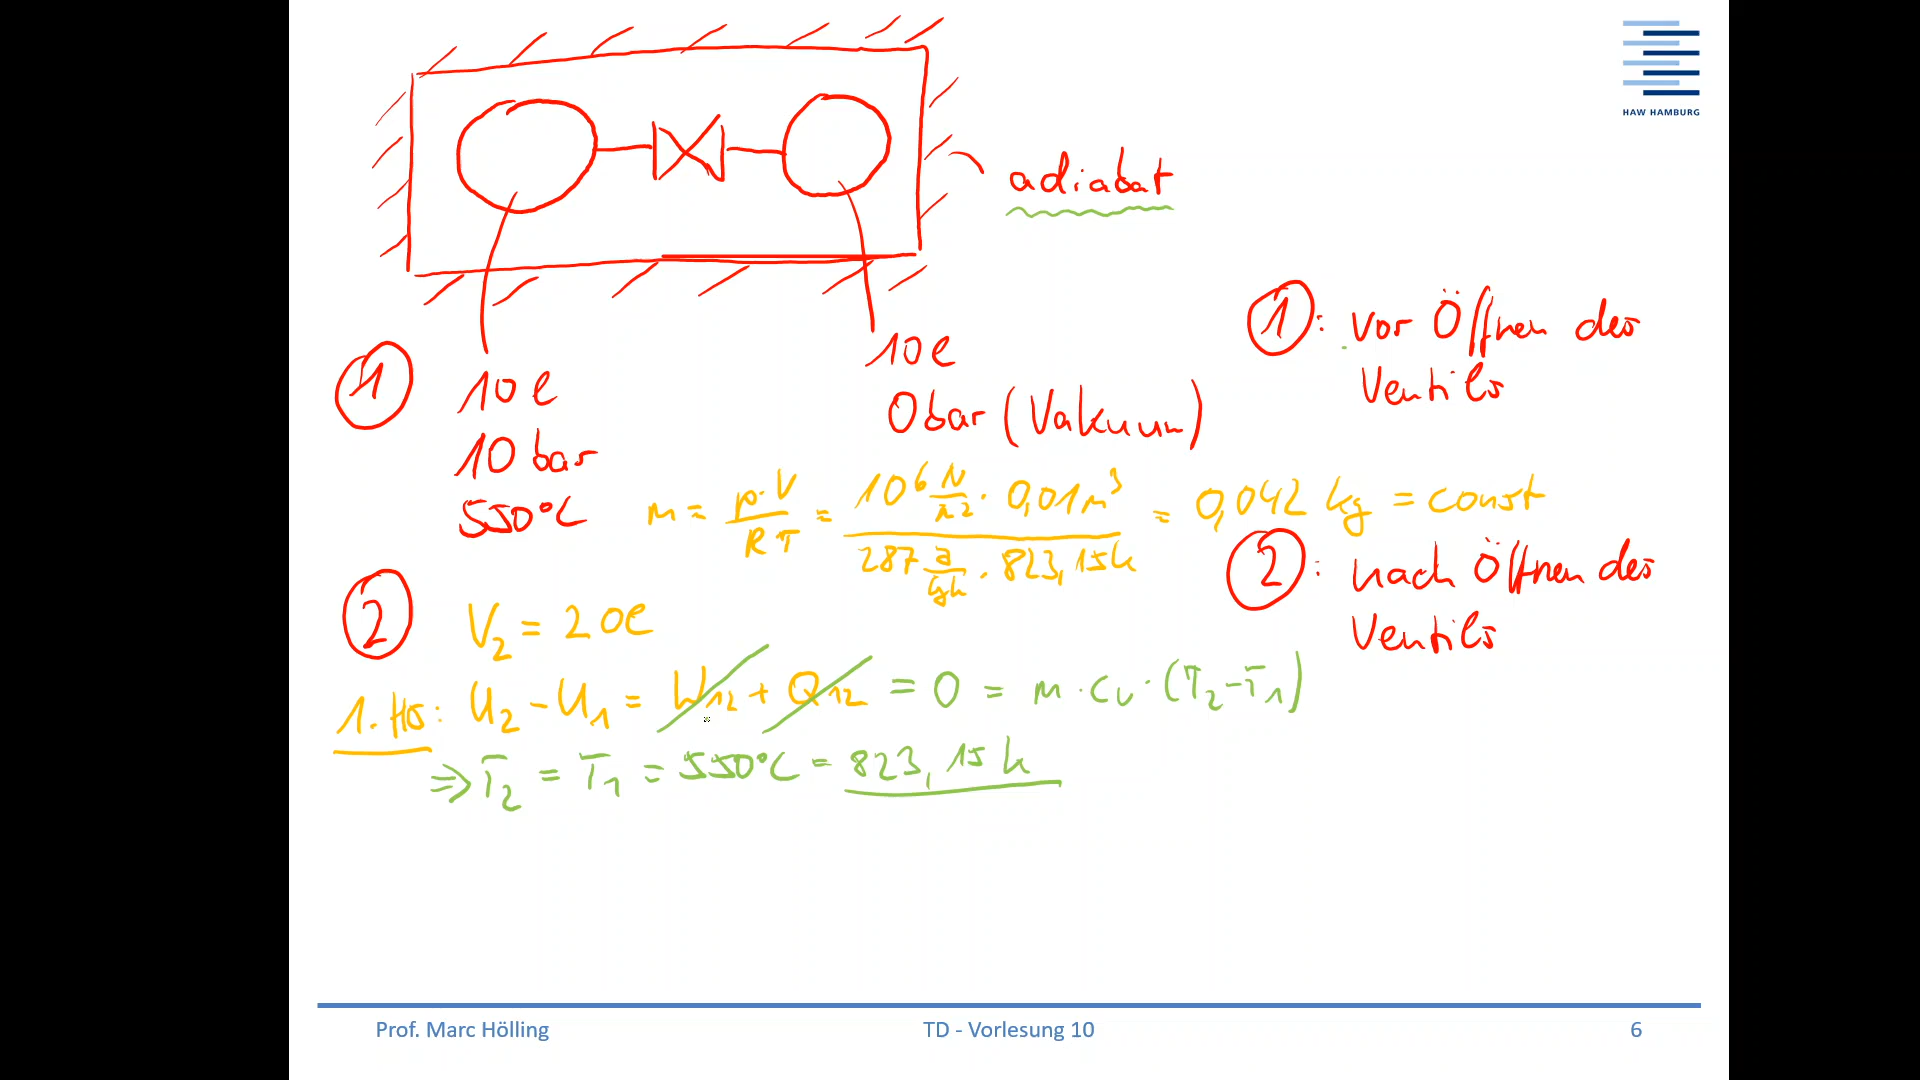 HAW HAMBURG
adiabat
① : vor Öffnen des
Ventils
①
10 l
10 bar
550°C
10 l
0 bar (Vakuum)
m = p·V / RT = 10⁶ N/m² · 0,01 m³ / 287 J/kgK · 823,15 K = 0,042 kg = const
② : nach Öffnen des
Ventils
②
V₂ = 20 l
1. HS: U₂ - U₁ = W₁₂ + Q₁₂ = 0 = m · cᵥ · (T₂ - T₁)
⇒ T₂ = T₁ = 550°C = 823,15 K
Prof. Marc Hölling
TD - Vorlesung 10
6